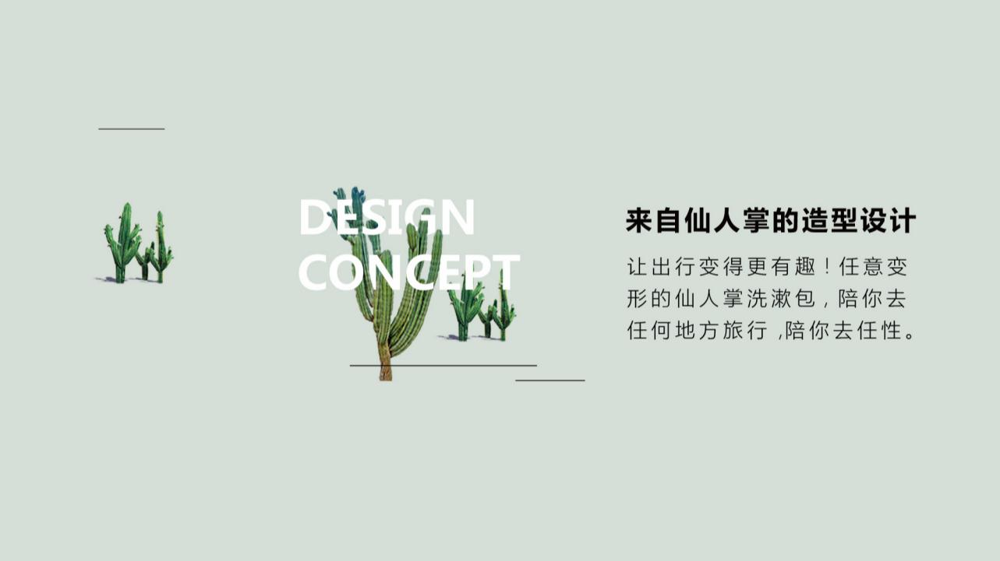 DESIGN
CONCEPT
来自仙人掌的造型设计
让出行变得更有趣！任意变
形的仙人掌洗漱包，陪你去
任何地方旅行 ,陪你去任性。